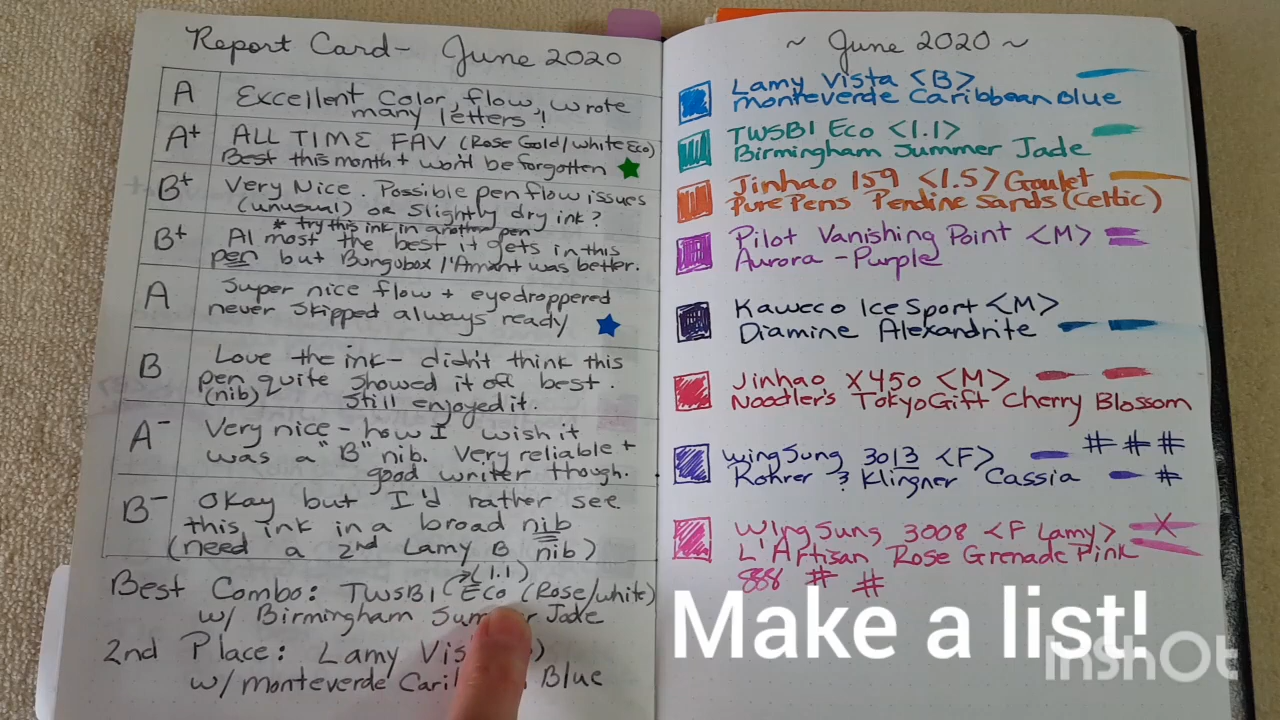 Report Card - June 2020
A
Excellent Color, flow, wrote
many letters!
A+
ALL TIME FAV (Rose Gold/white Eco)
Best this month + won't be forgotten
B+
Very Nice. Possible pen flow issues
(unusual) or slightly dry ink?
* try this ink in another pen
B+
Almost the best it gets in this
pen but Bungubox l'Amant was better.
A
Super nice flow + eyedroppered
never skipped always ready
B
Love the ink - didn't think this
pen quite showed it off best.
(nib) Still enjoyed it.
A-
Very nice - how I wish it
was a "B" nib. Very reliable +
good writer though.
B-
Okay but I'd rather see
this ink in a broad nib
(need a 2nd Lamy B nib)
Best Combo: TWSBI Eco (Rose/white)
(1.1)
w/ Birmingham Jade
2nd Place: Lamy
w/ monteverde Blue
~ June 2020 ~
Lamy Vista <B>
monteverde Caribbean Blue
TWSBI Eco <1.1>
Birmingham Summer Jade
Jinhao 159 <1.5> Goulet
Pure Pens Pendine Sands (Celtic)
Pilot Vanishing Point <M>
Aurora - Purple
Kaweco Ice Sport <M>
Diamine Alexandrite
Jinhao X450 <M>
Noodler's Tokyo Gift Cherry Blossom
Wing Sung 3013 <F>
# # #
Rohrer & Klingner Cassia
#
Wing Sung 3008 <F Lamy>
X
L'Artisan Rose Grenade Pink
888 # #
Make a list!
InShOt